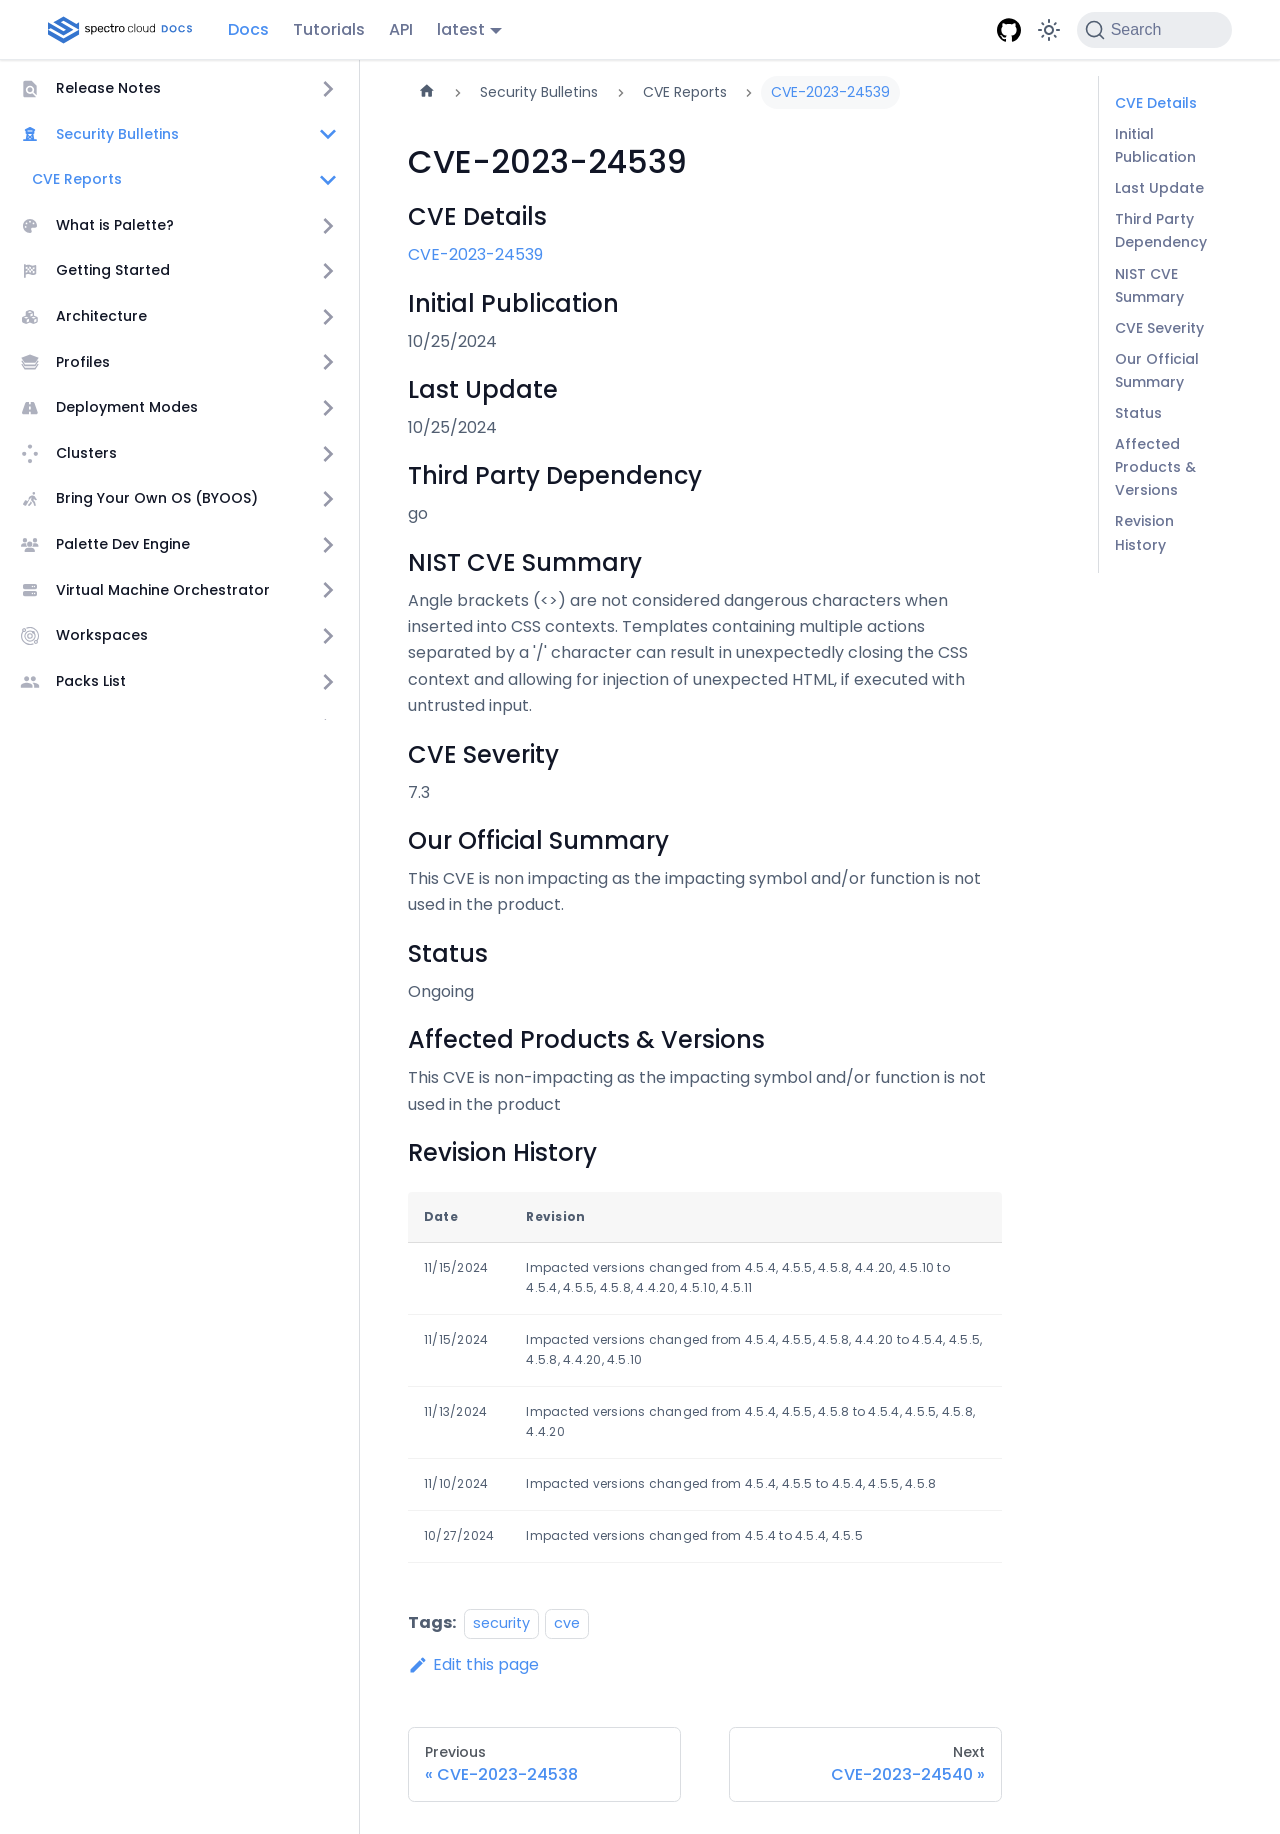 spectro cloud DOCS
Docs
Tutorials
API
latest
Search
Release Notes
Security Bulletins
CVE Reports
What is Palette?
Getting Started
Architecture
Profiles
Deployment Modes
Clusters
Bring Your Own OS (BYOOS)
Palette Dev Engine
Virtual Machine Orchestrator
Workspaces
Packs List
Security Bulletins
CVE Reports
CVE-2023-24539
CVE-2023-24539
CVE Details
CVE-2023-24539
Initial Publication
10/25/2024
Last Update
10/25/2024
Third Party Dependency
go
NIST CVE Summary
Angle brackets (<>) are not considered dangerous characters when
inserted into CSS contexts. Templates containing multiple actions
separated by a '/' character can result in unexpectedly closing the CSS
context and allowing for injection of unexpected HTML, if executed with
untrusted input.
CVE Severity
7.3
Our Official Summary
This CVE is non impacting as the impacting symbol and/or function is not
used in the product.
Status
Ongoing
Affected Products & Versions
This CVE is non-impacting as the impacting symbol and/or function is not
used in the product
Revision History
Date Revision
11/15/2024 Impacted versions changed from 4.5.4, 4.5.5, 4.5.8, 4.4.20, 4.5.10 to
4.5.4, 4.5.5, 4.5.8, 4.4.20, 4.5.10, 4.5.11
11/15/2024 Impacted versions changed from 4.5.4, 4.5.5, 4.5.8, 4.4.20 to 4.5.4, 4.5.5,
4.5.8, 4.4.20, 4.5.10
11/13/2024 Impacted versions changed from 4.5.4, 4.5.5, 4.5.8 to 4.5.4, 4.5.5, 4.5.8,
4.4.20
11/10/2024 Impacted versions changed from 4.5.4, 4.5.5 to 4.5.4, 4.5.5, 4.5.8
10/27/2024 Impacted versions changed from 4.5.4 to 4.5.4, 4.5.5
Tags: security cve
Edit this page
Previous
« CVE-2023-24538
Next
CVE-2023-24540 »
CVE Details
Initial
Publication
Last Update
Third Party
Dependency
NIST CVE
Summary
CVE Severity
Our Official
Summary
Status
Affected
Products &
Versions
Revision
History